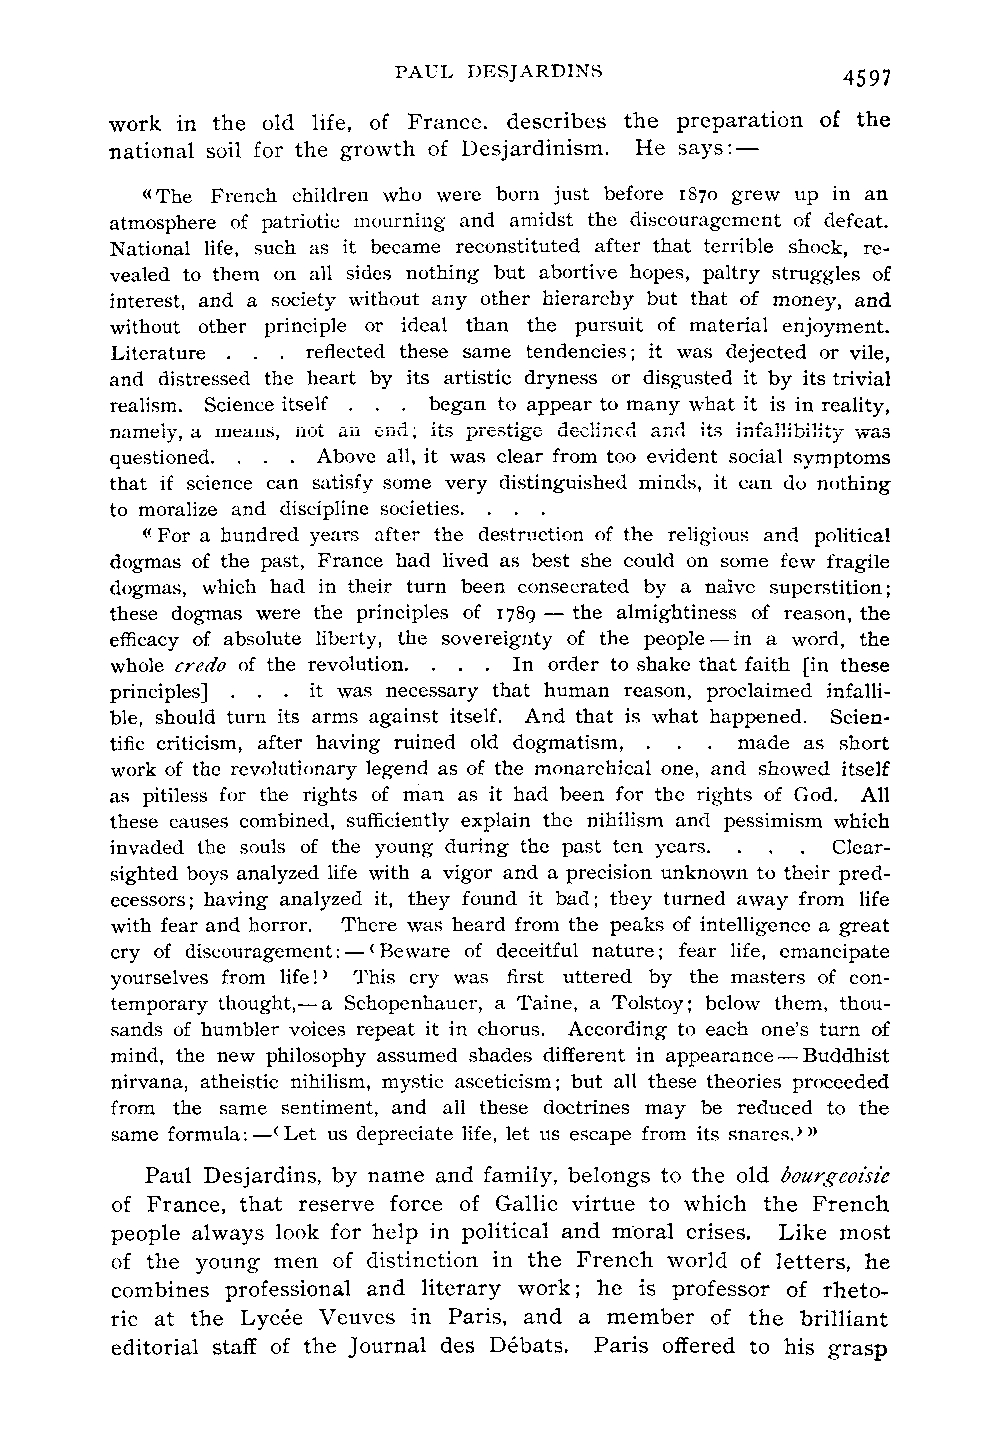 PAUL DESJARDINS 4597
work in the old life, of France. describes the preparation of the
national soil for the growth of Desjardinism. He says:—
«The French children who were born just before 1870 grew up in an
atmosphere of patriotic mourning and amidst the discouragement of defeat.
National life, such as it became reconstituted after that terrible shock, re-
vealed to them on all sides nothing but abortive hopes, paltry struggles of
interest, and a society without any other hierarchy but that of money, and
without other principle or ideal than the pursuit of material enjoyment.
Literature . . . reflected these same tendencies; it was dejected or vile,
and distressed the heart by its artistic dryness or disgusted it by its trivial
realism. Science itself . . . began to appear to many what it is in reality,
namely, a means, not an end; its prestige declined and its infallibility was
questioned. . . . Above all, it was clear from too evident social symptoms
that if science can satisfy some very distinguished minds, it can do nothing
to moralize and discipline societies. . . .
«For a hundred years after the destruction of the religious and political
dogmas of the past, France had lived as best she could on some few fragile
dogmas, which had in their turn been consecrated by a naïve superstition;
these dogmas were the principles of 1789 — the almightiness of reason, the
efficacy of absolute liberty, the sovereignty of the people — in a word, the
whole credo of the revolution. . . . In order to shake that faith [in these
principles] . . . it was necessary that human reason, proclaimed infalli-
ble, should turn its arms against itself. And that is what happened. Scien-
tific criticism, after having ruined old dogmatism, . . . made as short
work of the revolutionary legend as of the monarchical one, and showed itself
as pitiless for the rights of man as it had been for the rights of God. All
these causes combined, sufficiently explain the nihilism and pessimism which
invaded the souls of the young during the past ten years. . . . Clear-
sighted boys analyzed life with a vigor and a precision unknown to their pred-
ecessors; having analyzed it, they found it bad; they turned away from life
with fear and horror. There was heard from the peaks of intelligence a great
cry of discouragement:—‹Beware of deceitful nature; fear life, emancipate
yourselves from life!› This cry was first uttered by the masters of con-
temporary thought,—a Schopenhauer, a Taine, a Tolstoy; below them, thou-
sands of humbler voices repeat it in chorus. According to each one's turn of
mind, the new philosophy assumed shades different in appearance — Buddhist
nirvana, atheistic nihilism, mystic asceticism; but all these theories proceeded
from the same sentiment, and all these doctrines may be reduced to the
same formula:—‹Let us depreciate life, let us escape from its snares.›»
Paul Desjardins, by name and family, belongs to the old bourgeoisie
of France, that reserve force of Gallic virtue to which the French
people always look for help in political and moral crises. Like most
of the young men of distinction in the French world of letters, he
combines professional and literary work; he is professor of rheto-
ric at the Lycée Veuves in Paris, and a member of the brilliant
editorial staff of the Journal des Débats. Paris offered to his grasp